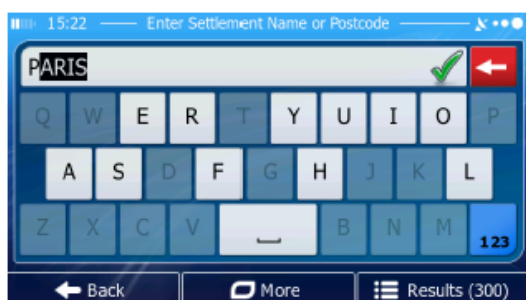 15:22 Enter Settlement Name or Postcode
PARIS
Q W E R T Y U I O P
A S D F G H J K L
Z X C V B N M 123
Back More Results (300)